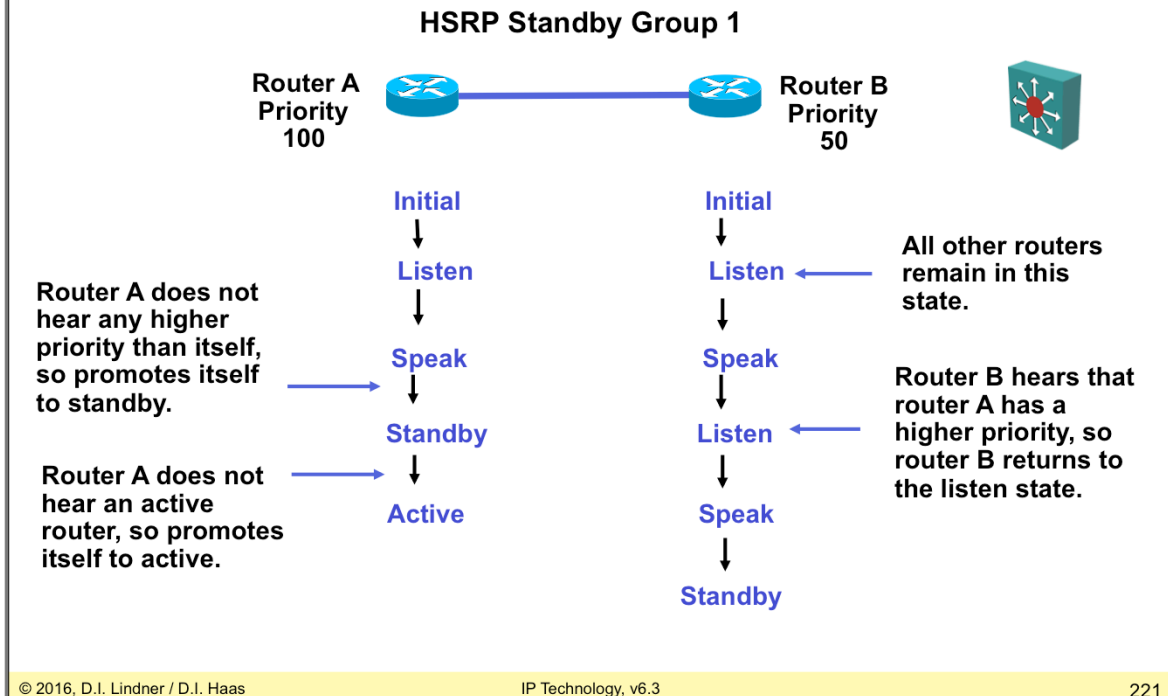 HSRP Standby Group 1
Router A
Priority
100
Router B
Priority
50
Initial
Listen
Speak
Standby
Active
Router A does not
hear any higher
priority than itself,
so promotes itself
to standby.
Router A does not
hear an active
router, so promotes
itself to active.
Initial
Listen
Speak
Listen
Speak
Standby
All other routers
remain in this
state.
Router B hears that
router A has a
higher priority, so
router B returns to
the listen state.
© 2016, D.I. Lindner / D.I. Haas
IP Technology, v6.3
221